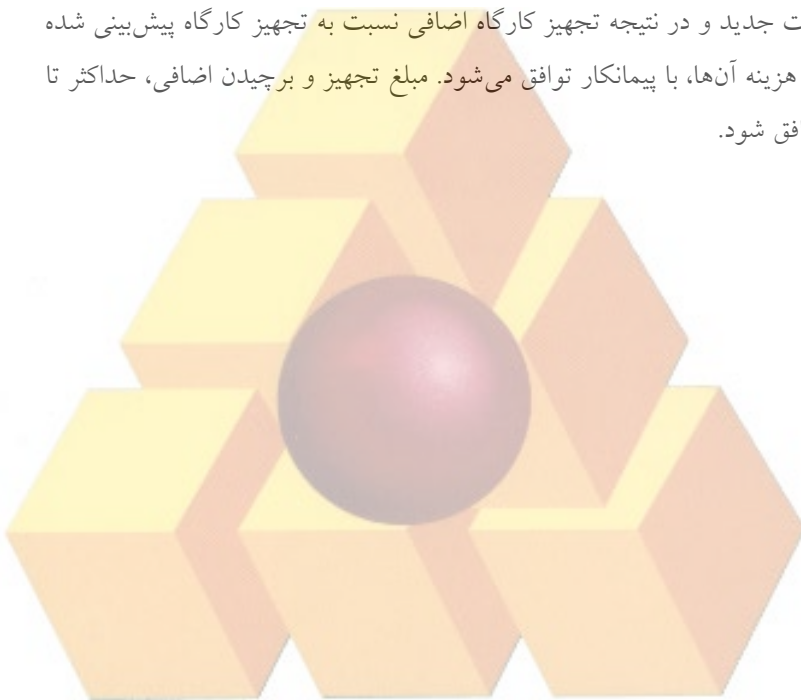 ت جدید و در نتیجه تجهیز کارگاه اضافی نسبت به تجهیز کارگاه پیش‌بینی شده
هزینه آن‌ها، با پیمانکار توافق می‌شود. مبلغ تجهیز و برچیدن اضافی، حداکثر تا
افق شود.